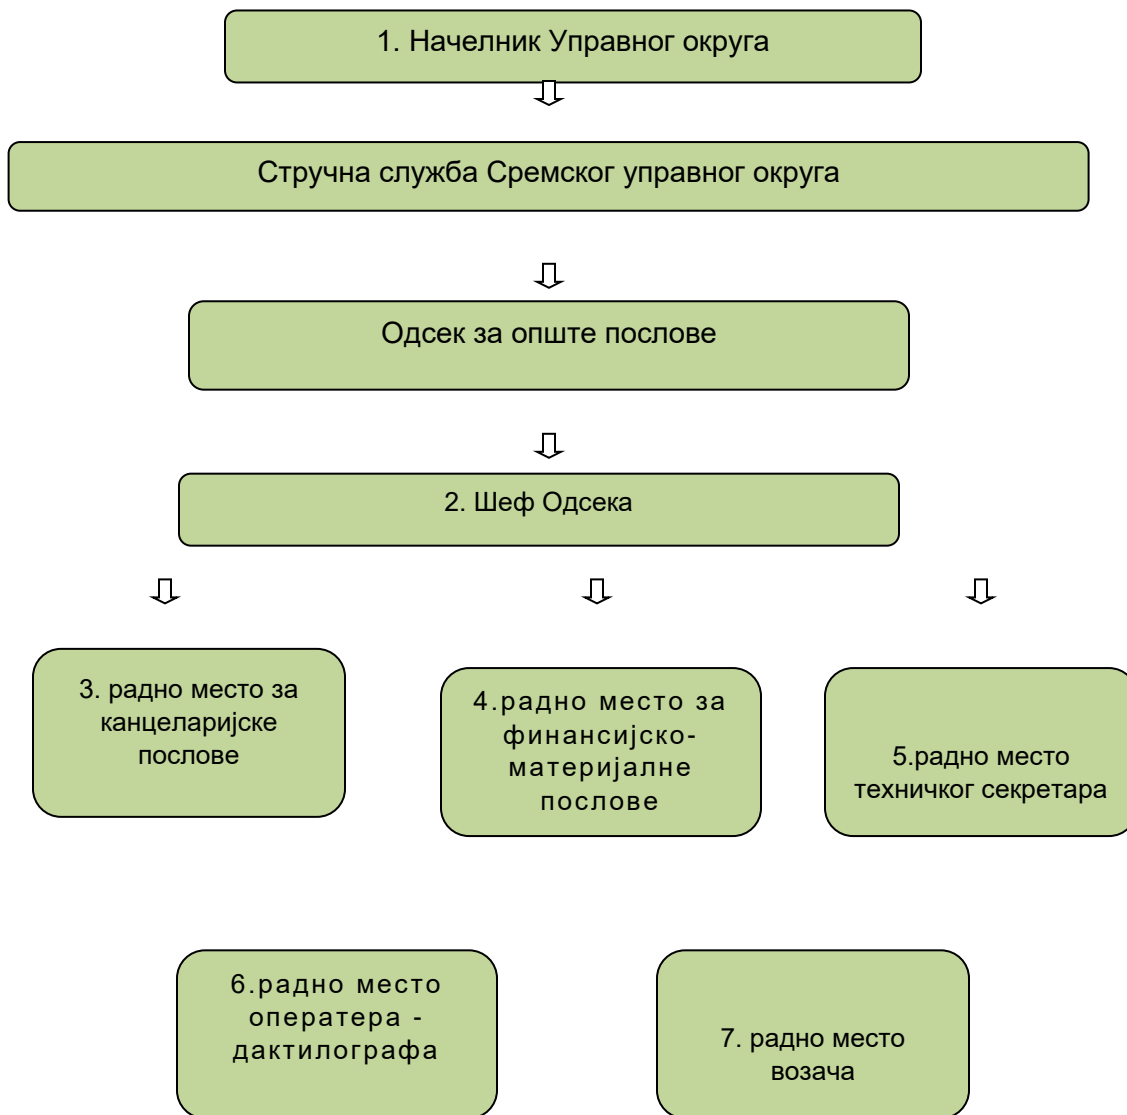 1. Начелник Управног округа
Стручна служба Сремског управног округа
Одсек за опште послове
2. Шеф Одсека
3. радно место за
канцеларијске
послове
4.радно место за
финансијско-
материјалне
послове
5.радно место
техничког секретара
6.радно место
оператера -
дактилографа
7. радно место
возача